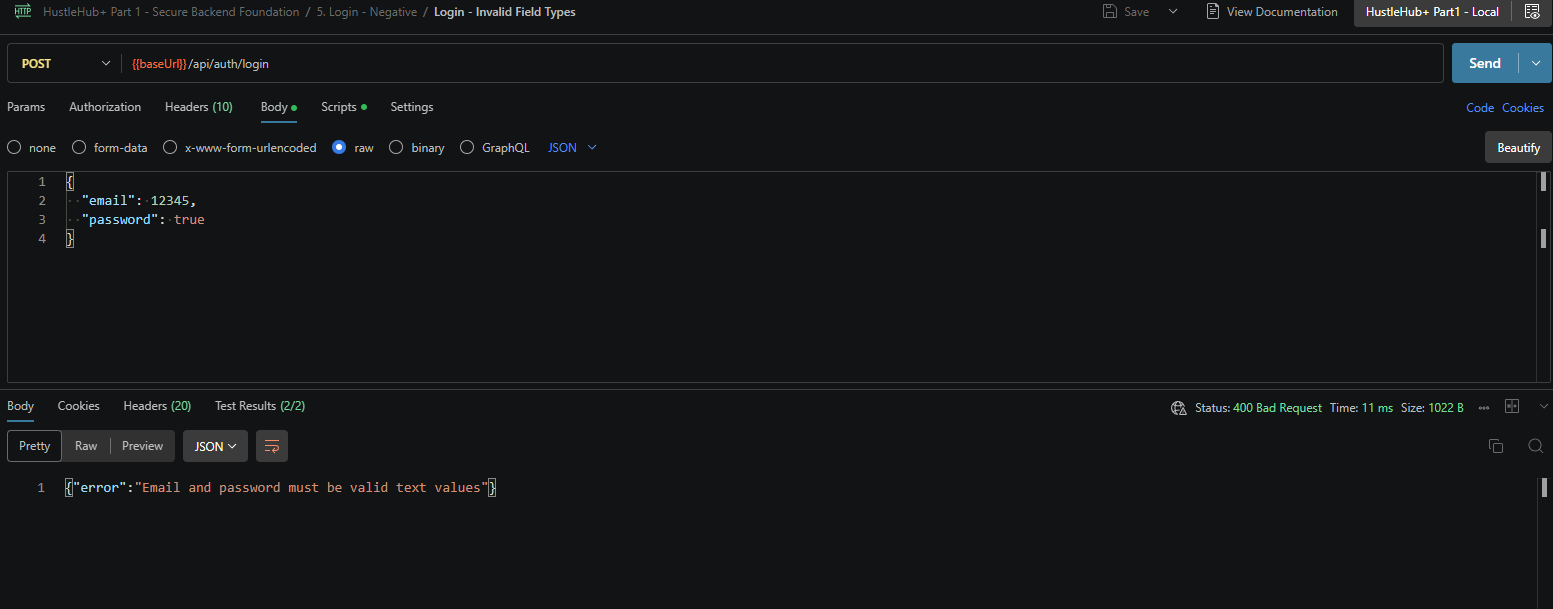 HTTP HustleHub+ Part 1 - Secure Backend Foundation / 5. Login - Negative / Login - Invalid Field Types Save View Documentation HustleHub+ Part1 - Local
POST {{baseUrl}}/api/auth/login Send
Params Authorization Headers (10) Body Scripts Settings Code Cookies
none form-data x-www-form-urlencoded raw binary GraphQL JSON Beautify
1 {
2 "email": 12345,
3 "password": true
4 }
Body Cookies Headers (20) Test Results (2/2) Status: 400 Bad Request Time: 11 ms Size: 1022 B
Pretty Raw Preview JSON
1 {"error":"Email and password must be valid text values"}